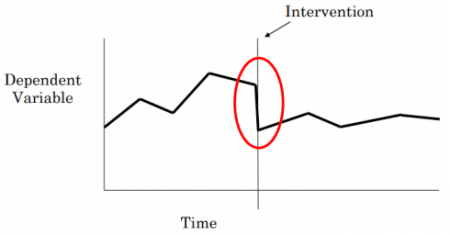 Intervention
Dependent
Variable
Time